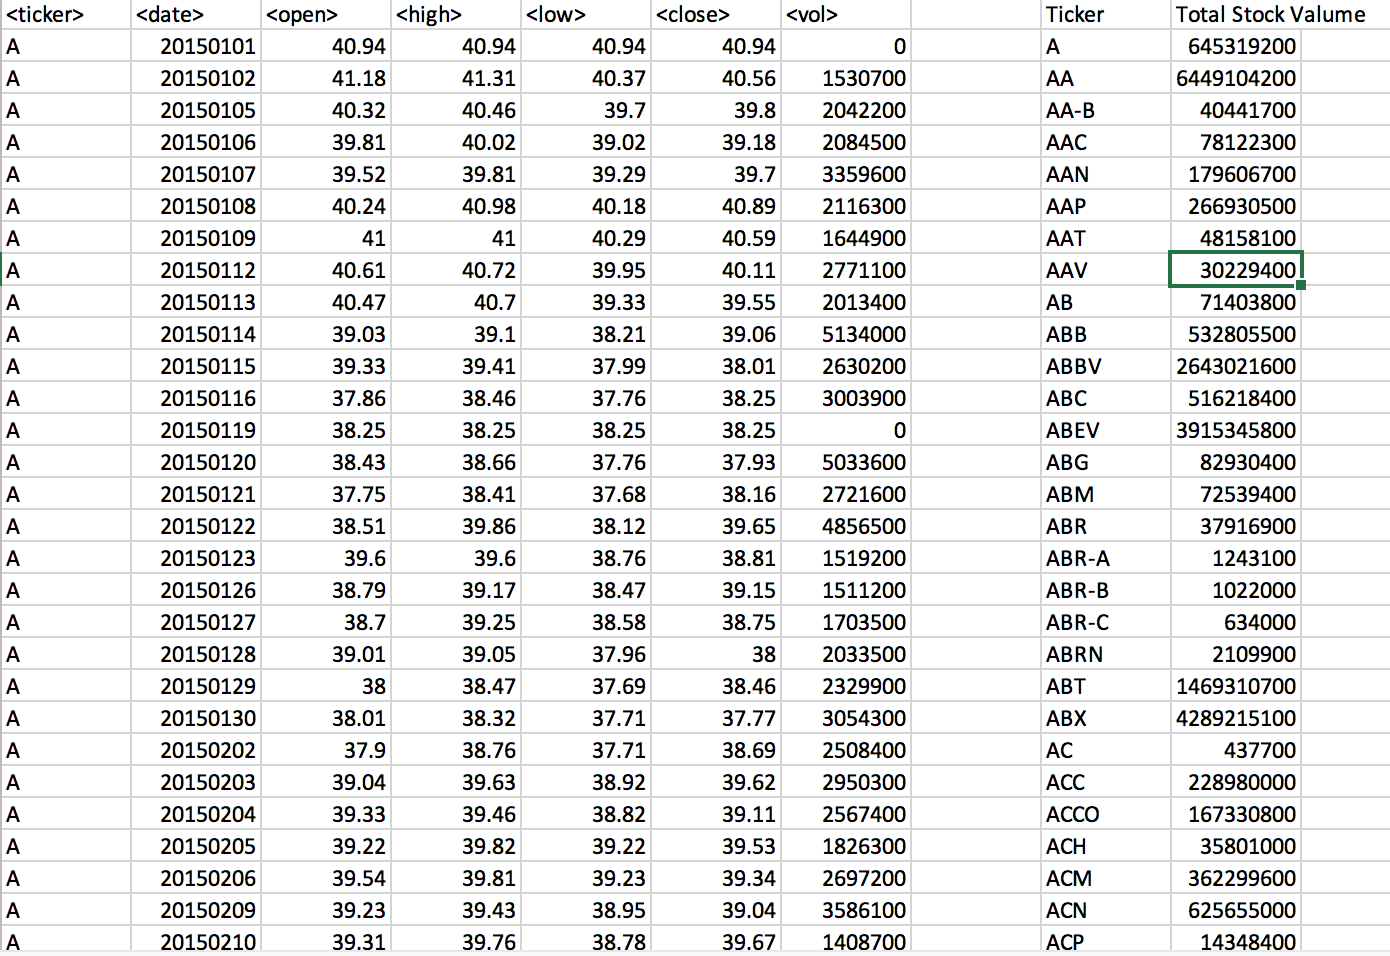 <ticker> <date> <open> <high> <low> <close> <vol> Ticker Total Stock Valume
A 20150101 40.94 40.94 40.94 40.94 0 A 645319200
A 20150102 41.18 41.31 40.37 40.56 1530700 AA 6449104200
A 20150105 40.32 40.46 39.7 39.8 2042200 AA-B 40441700
A 20150106 39.81 40.02 39.02 39.18 2084500 AAC 78122300
A 20150107 39.52 39.81 39.29 39.7 3359600 AAN 179606700
A 20150108 40.24 40.98 40.18 40.89 2116300 AAP 266930500
A 20150109 41 41 40.29 40.59 1644900 AAT 48158100
A 20150112 40.61 40.72 39.95 40.11 2771100 AAV 30229400
A 20150113 40.47 40.7 39.33 39.55 2013400 AB 71403800
A 20150114 39.03 39.1 38.21 39.06 5134000 ABB 532805500
A 20150115 39.33 39.41 37.99 38.01 2630200 ABBV 2643021600
A 20150116 37.86 38.46 37.76 38.25 3003900 ABC 516218400
A 20150119 38.25 38.25 38.25 38.25 0 ABEV 3915345800
A 20150120 38.43 38.66 37.76 37.93 5033600 ABG 82930400
A 20150121 37.75 38.41 37.68 38.16 2721600 ABM 72539400
A 20150122 38.51 39.86 38.12 39.65 4856500 ABR 37916900
A 20150123 39.6 39.6 38.76 38.81 1519200 ABR-A 1243100
A 20150126 38.79 39.17 38.47 39.15 1511200 ABR-B 1022000
A 20150127 38.7 39.25 38.58 38.75 1703500 ABR-C 634000
A 20150128 39.01 39.05 37.96 38 2033500 ABRN 2109900
A 20150129 38 38.47 37.69 38.46 2329900 ABT 1469310700
A 20150130 38.01 38.32 37.71 37.77 3054300 ABX 4289215100
A 20150202 37.9 38.76 37.71 38.69 2508400 AC 437700
A 20150203 39.04 39.63 38.92 39.62 2950300 ACC 228980000
A 20150204 39.33 39.46 38.82 39.11 2567400 ACCO 167330800
A 20150205 39.22 39.82 39.22 39.53 1826300 ACH 35801000
A 20150206 39.54 39.81 39.23 39.34 2697200 ACM 362299600
A 20150209 39.23 39.43 38.95 39.04 3586100 ACN 625655000
A 20150210 39.31 39.76 38.78 39.67 1408700 ACP 14348400